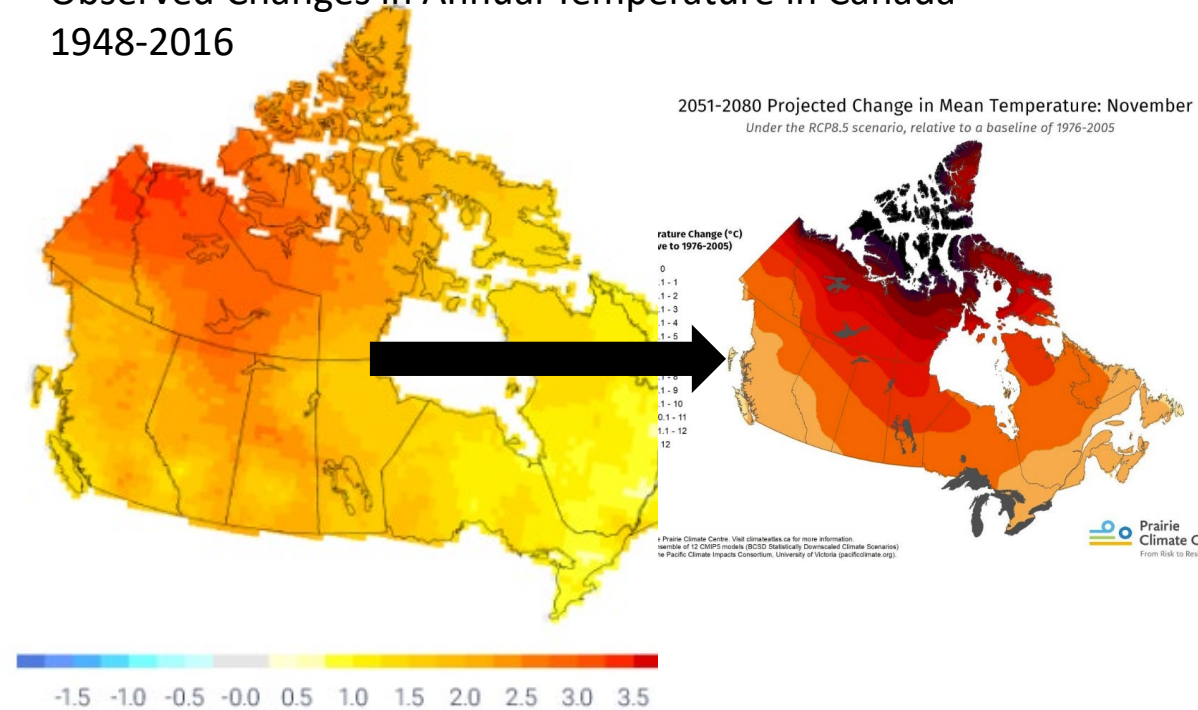 Observed Changes in Annual Temperature in Canada
1948-2016
2051-2080 Projected Change in Mean Temperature: November
Under the RCP8.5 scenario, relative to a baseline of 1976-2005
rature Change (°C)
ve to 1976-2005)
0
.1 - 1
.1 - 2
.1 - 3
.1 - 4
.1 - 5
.1 - 8
.1 - 9
.1 - 10
0.1 - 11
1.1 - 12
12
Prairie Climate Centre. Visit climateatlas.ca for more information.
semble of 12 CMIP5 models (BCSD Statistically Downscaled Climate Scenarios)
he Pacific Climate Impacts Consortium, University of Victoria (pacificclimate.org).
Prairie
Climate C
From Risk to Resi
-1.5 -1.0 -0.5 -0.0 0.5 1.0 1.5 2.0 2.5 3.0 3.5